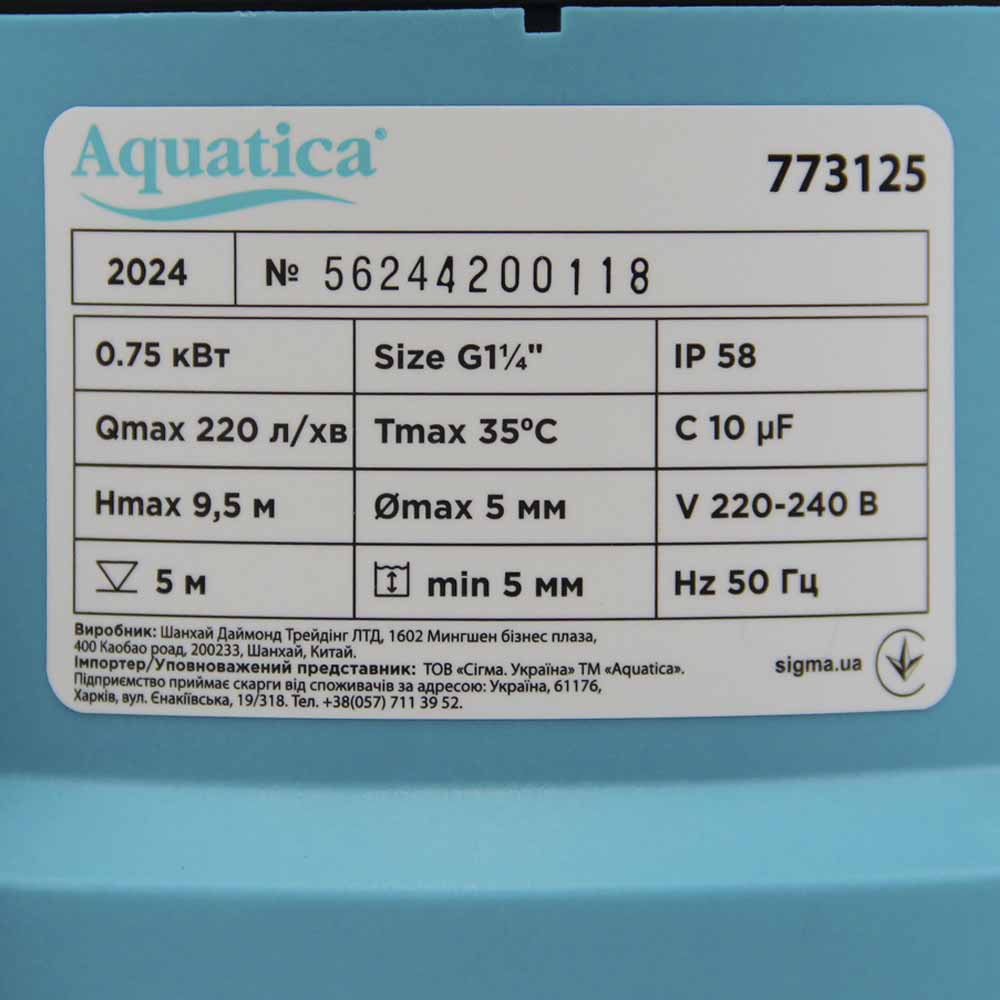 Aquatica®
773125
2024 № 56244200118
0.75 кВт Size G1¼" IP 58
Qmax 220 л/хв Tmax 35°C C 10 µF
Hmax 9,5 м Ømax 5 мм V 220-240 В
5 м min 5 мм Hz 50 Гц
Виробник: Шанхай Даймонд Трейдінг ЛТД, 1602 Мингшен бізнес плаза,
400 Каобао роад, 200233, Шанхай, Китай.
Імпортер/Уповноважений представник: ТОВ «Сігма. Україна» ТМ «Aquatica».
Підприємство приймає скарги від споживачів за адресою: Україна, 61176,
Харків, вул. Єнакіївська, 19/318. Тел. +38(057) 711 39 52.
sigma.ua